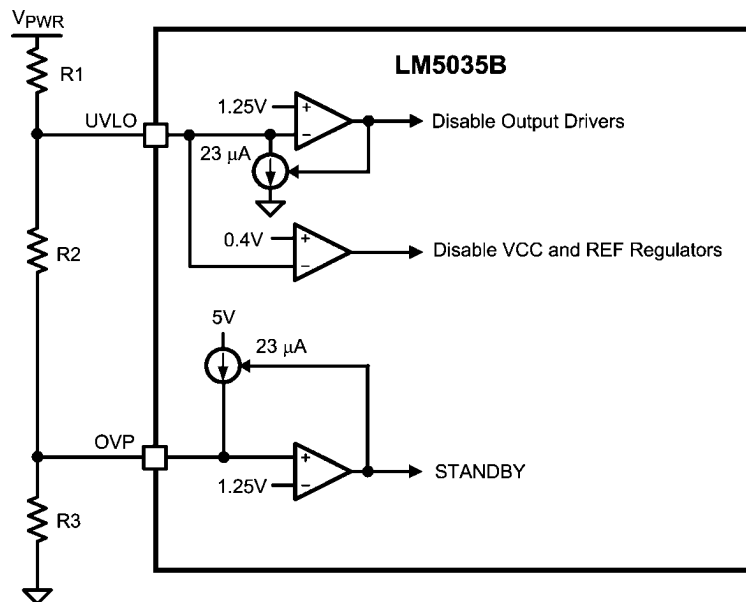 VPWR
R1
LM5035B
1.25V
+
−
UVLO
Disable Output Drivers
23 μA
R2
0.4V
+
−
Disable VCC and REF Regulators
5V
23 μA
OVP
+
−
1.25V
STANDBY
R3